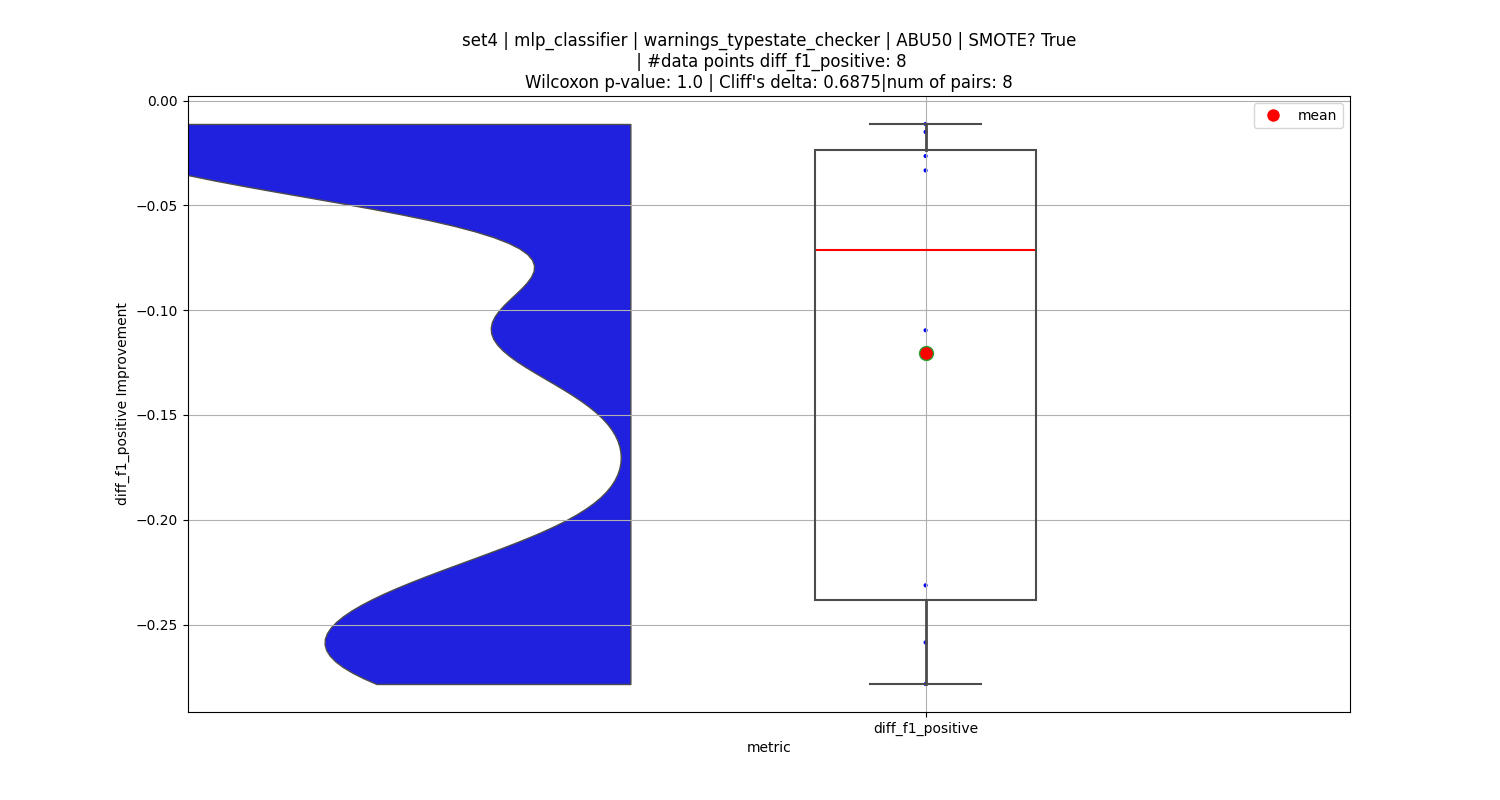 set4 | mlp_classifier | warnings_typestate_checker | ABU50 | SMOTE? True
| #data points diff_f1_positive: 8
Wilcoxon p-value: 1.0 | Cliff's delta: 0.6875|num of pairs: 8
0.00
−0.05
−0.10
−0.15
−0.20
−0.25
diff_f1_positive Improvement
mean
diff_f1_positive
metric